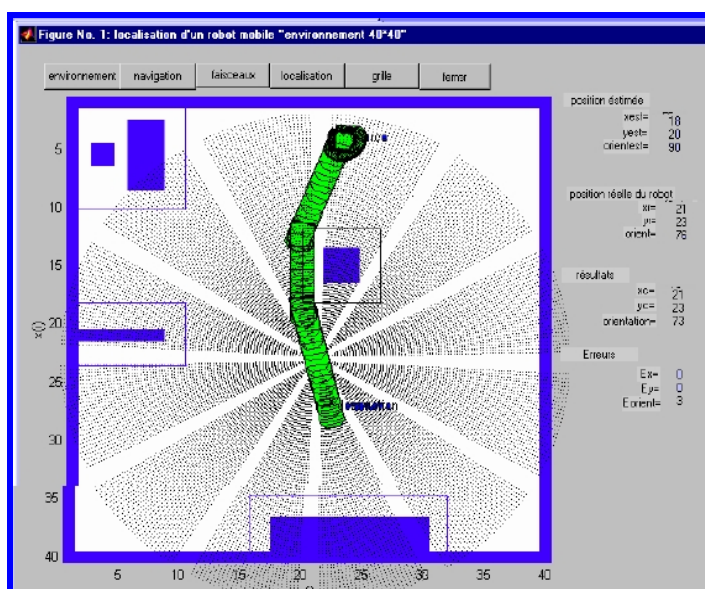 Figure No. 1: localisation d'un robot mobile "environnement 40*40"
environnement navigation faisceaux localisation grille
position éstimée
xest= 18
yest= 20
orientest= 90
position réelle du robot
xr= 21
yr= 23
orient= 76
résultats
xc= 21
yc= 23
orientation= 73
Erreurs
Ex= 0
Ey= 0
Eorient= 3
5
10
15
20
25
30
35
40
x(i)
5 10 15 20 25 30 35 40